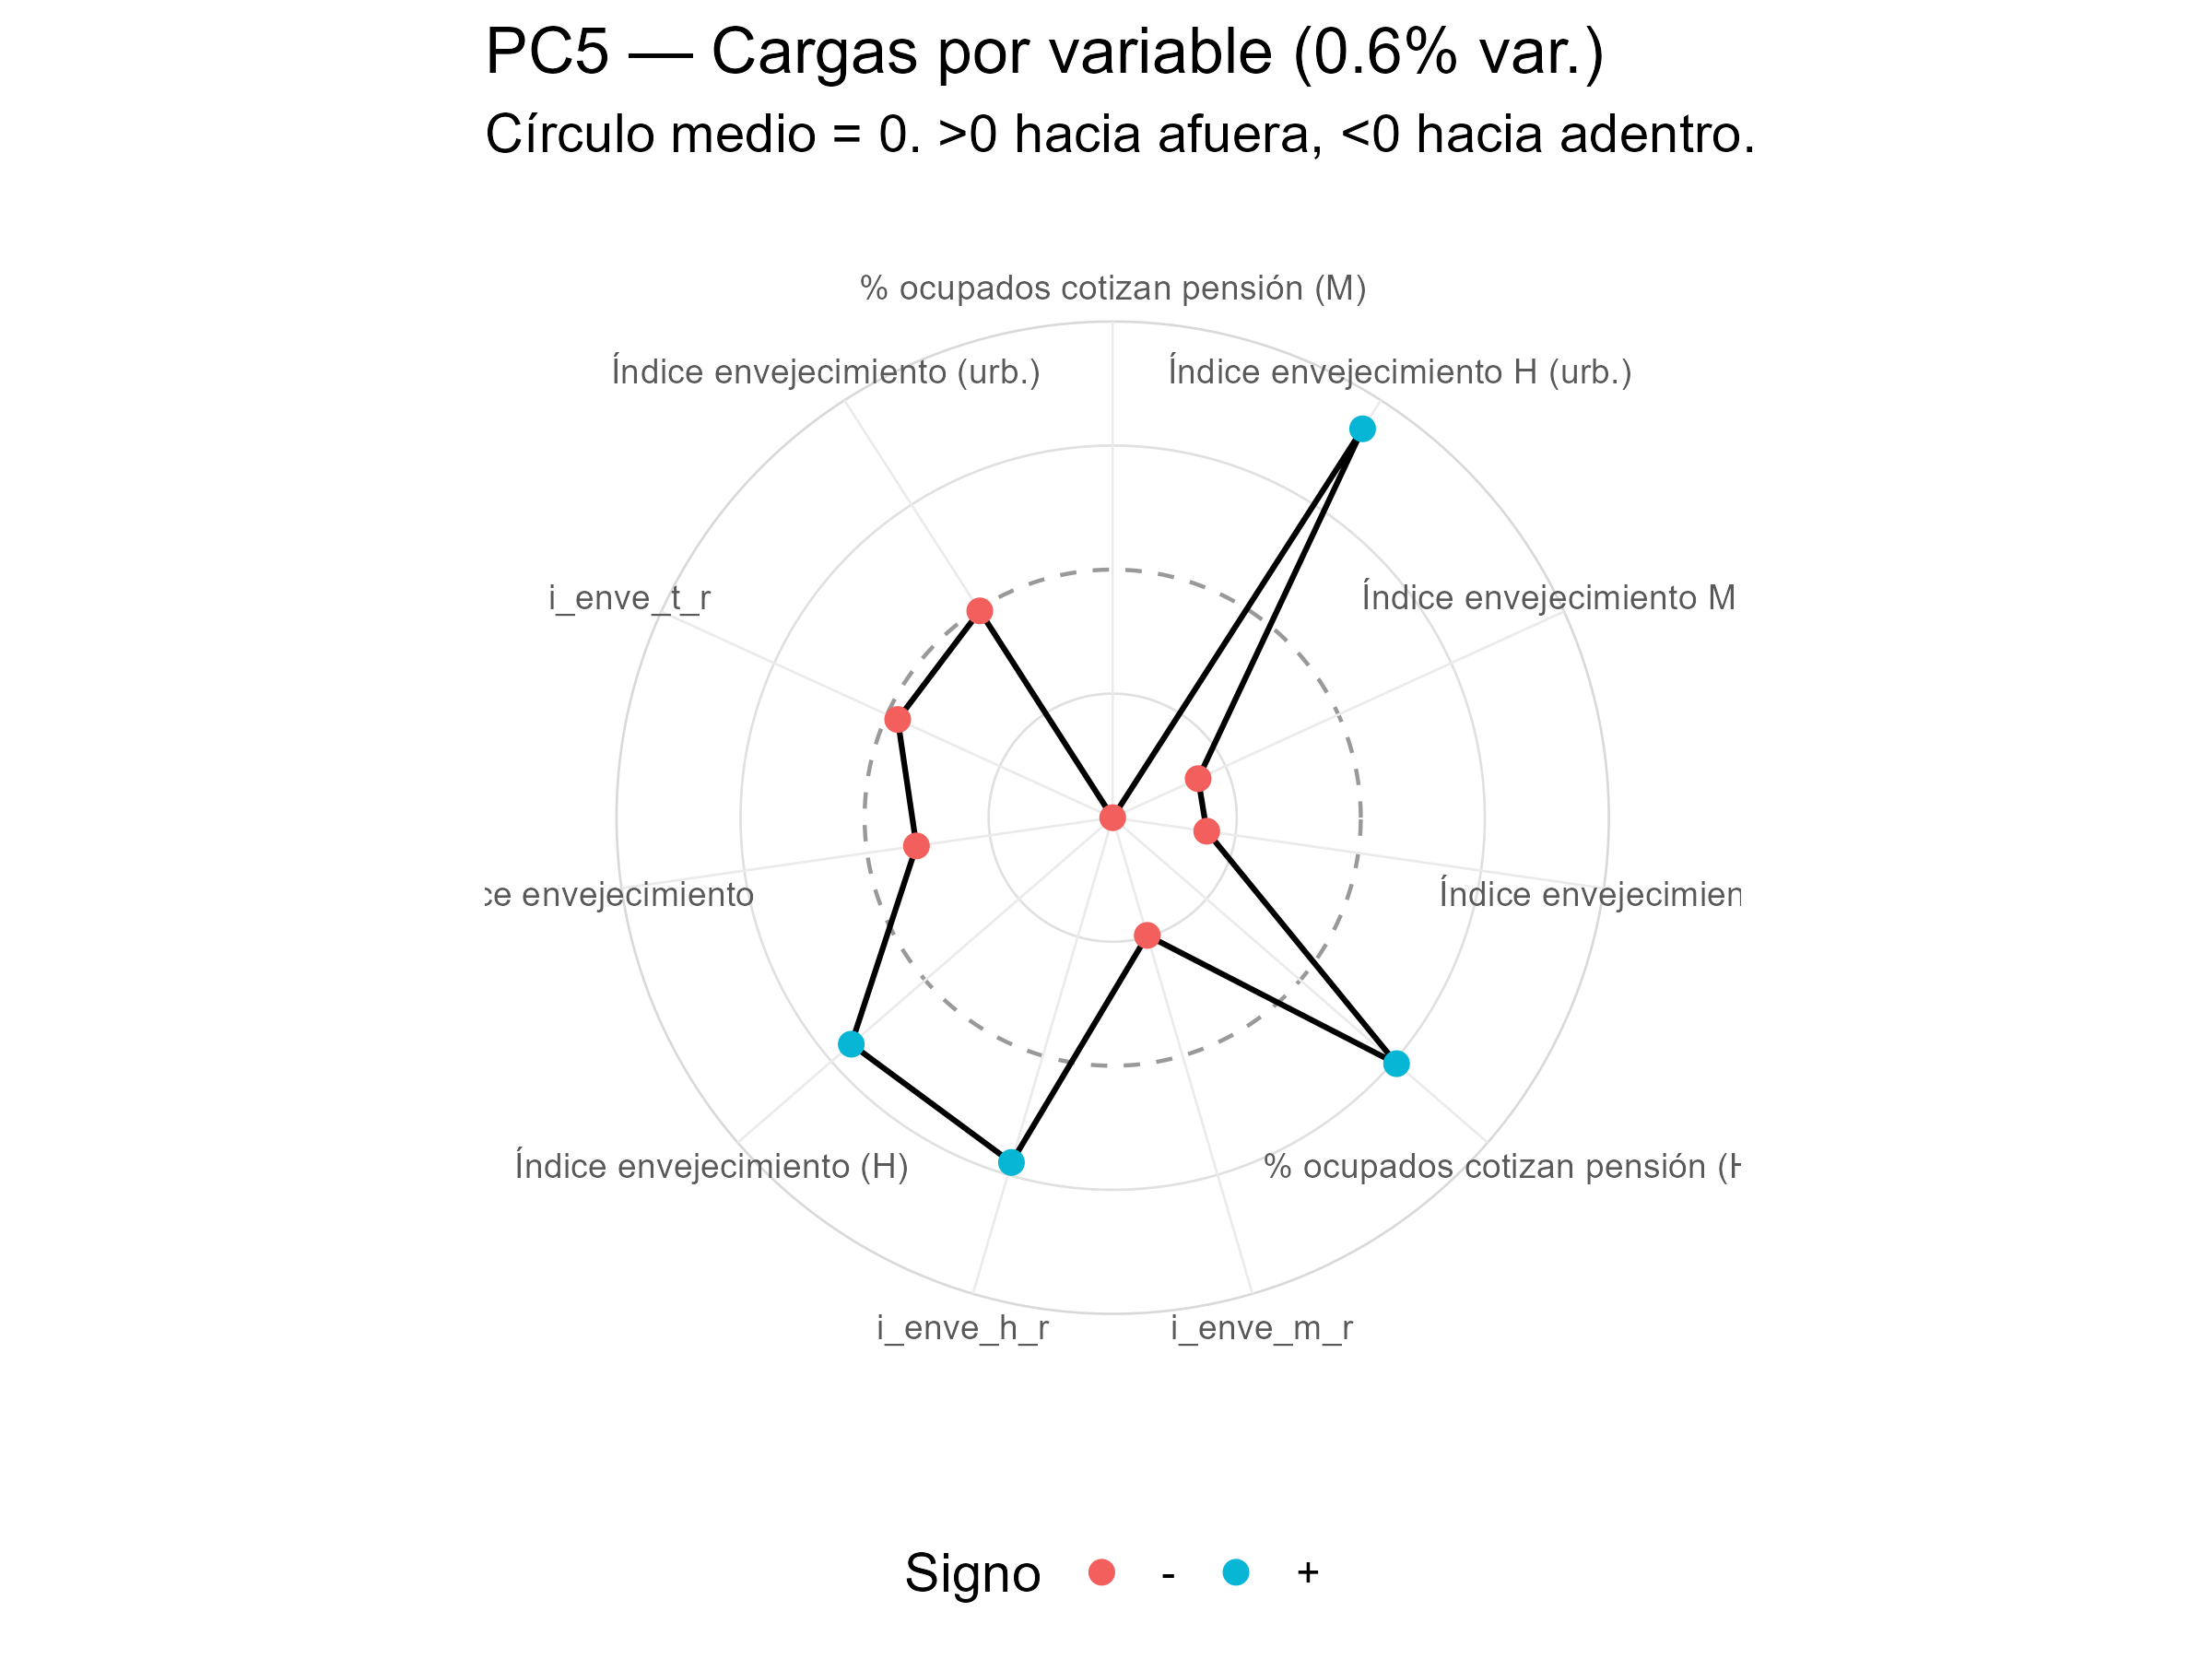 PC5 — Cargas por variable (0.6% var.)
Círculo medio = 0. >0 hacia afuera, <0 hacia adentro.
% ocupados cotizan pensión (M)
Índice envejecimiento (urb.)
Índice envejecimiento H (urb.)
i_enve_t_r
Índice envejecimiento M
envejecimiento
Índice
% ocupados cotizan pensión
Índice envejecimiento (H)
i_enve_h_r
i_enve_m_r
Signo - +